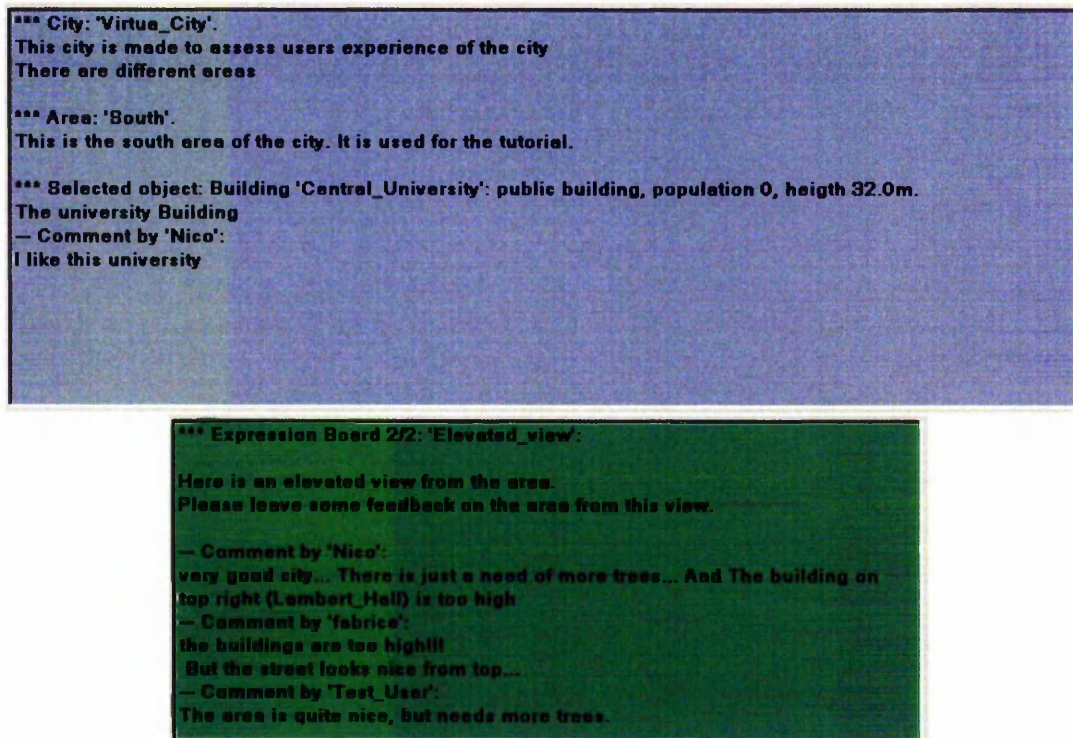 *** City: 'Virtua_City'.
This city is made to assess users experience of the city
There are different areas
*** Area: 'South'.
This is the south area of the city. It is used for the tutorial.
*** Selected object: Building 'Central_University': public building, population 0, heigth 32.0m.
The university Building
— Comment by 'Nico':
I like this university
*** Expression Board 2/2: 'Elevated_view':
Here is an elevated view from the area.
Please leave some feedback on the area from this view.
— Comment by 'Nico':
very good city... There is just a need of more trees... And The building on
top right (Lambert_Hall) is too high
— Comment by 'fabrice':
the buildings are too high!!!
But the street looks nice from top...
— Comment by 'Test_User':
The area is quite nice, but needs more trees.